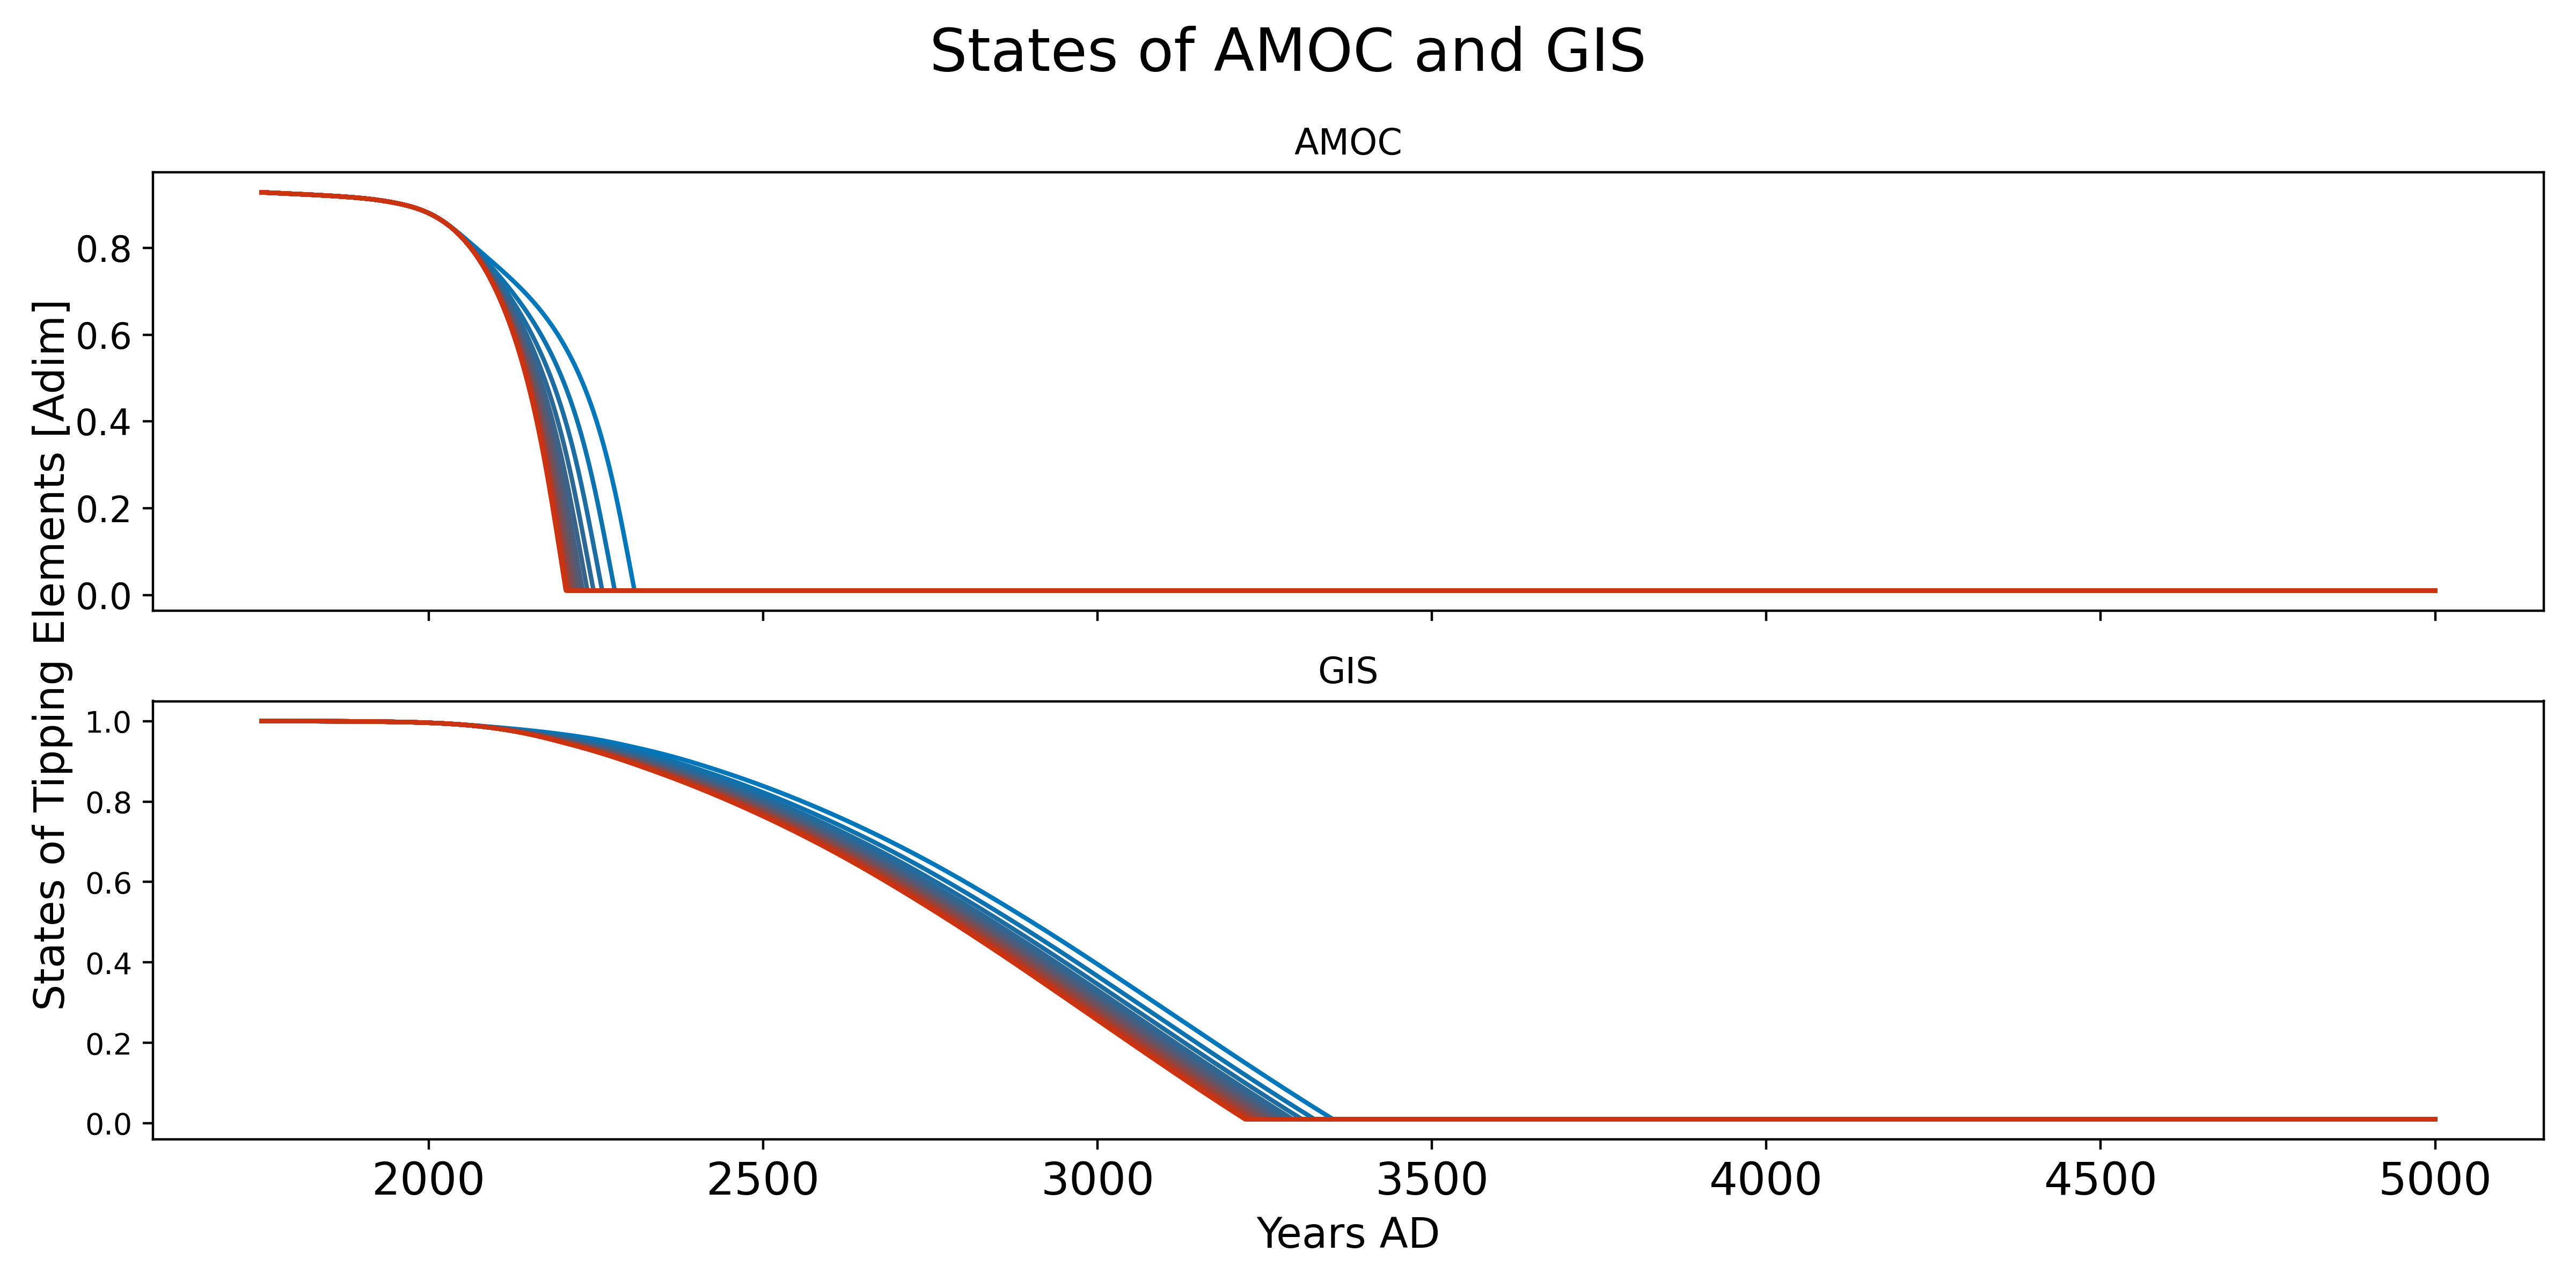 States of AMOC and GIS
AMOC
0.8
0.6
0.4
0.2
0.0
States of Tipping Elements [Adim]
GIS
1.0
0.8
0.6
0.4
0.2
0.0
2000 2500 3000 3500 4000 4500 5000
Years AD